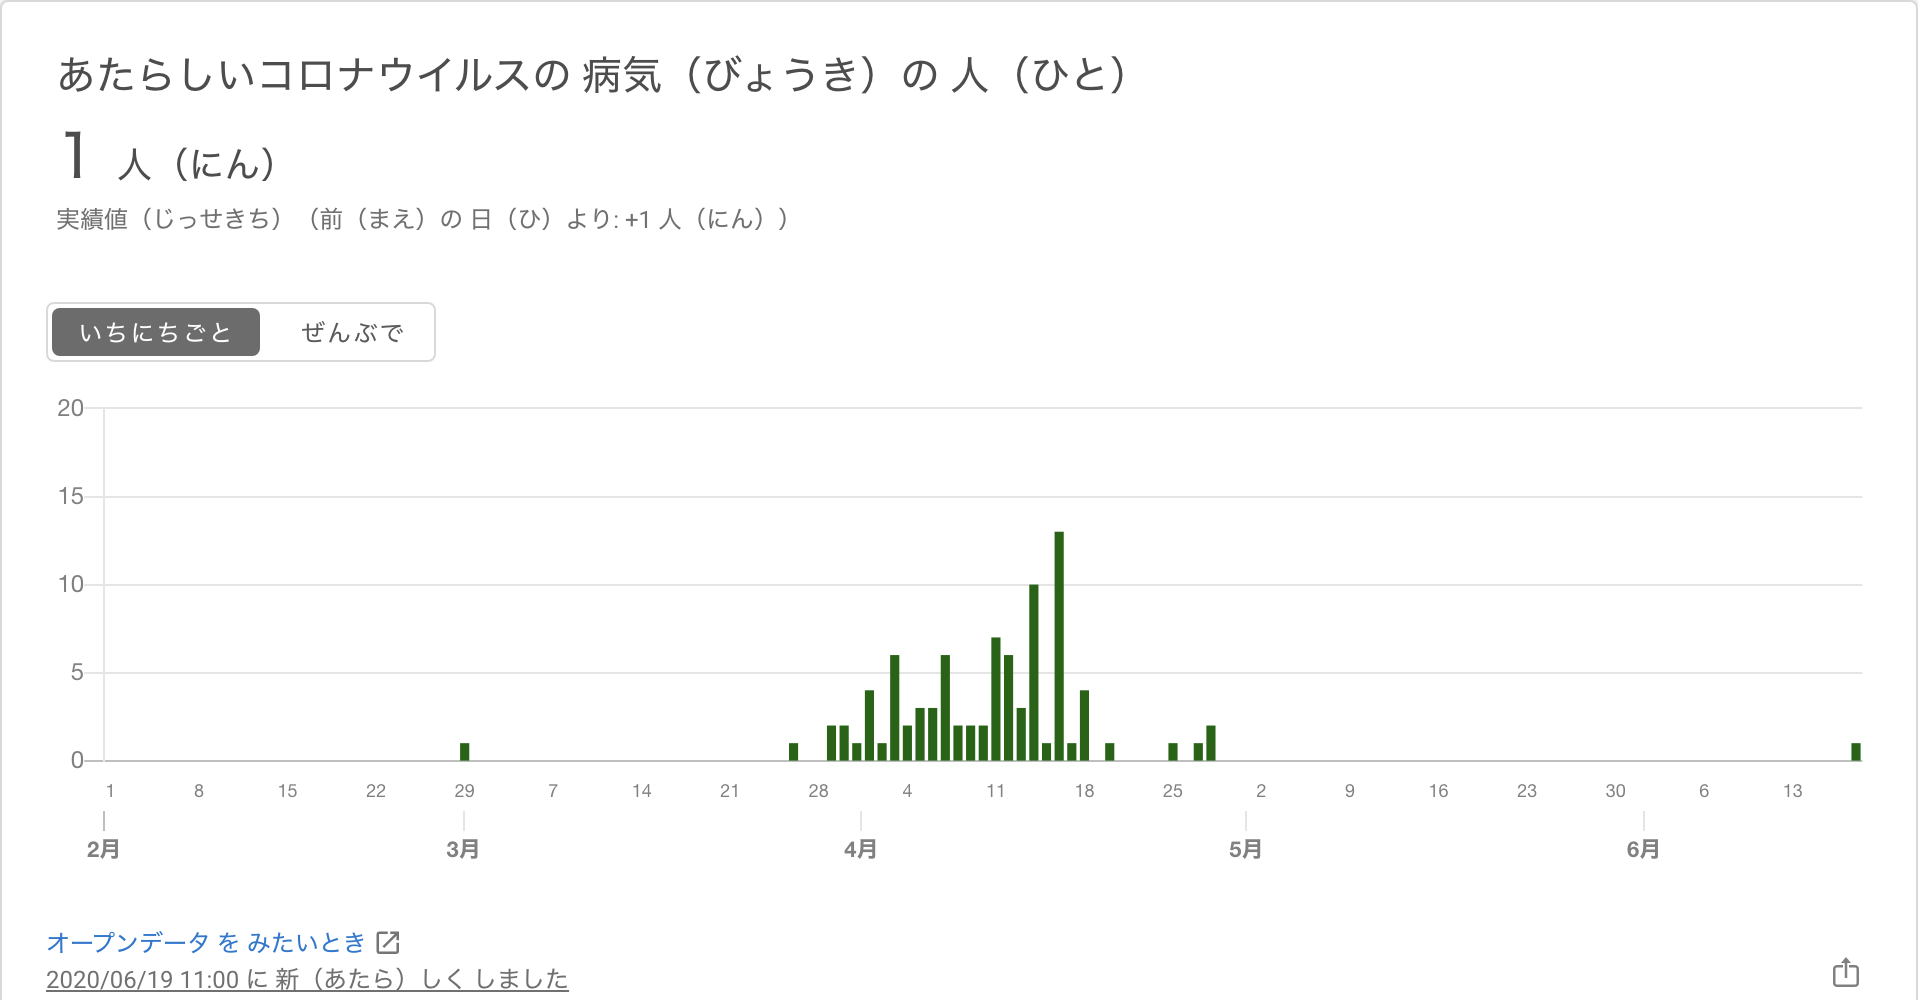 あたらしいコロナウイルスの 病気（びょうき）の 人（ひと）
1 人（にん）
実績値（じっせきち）（前（まえ）の 日（ひ）より: +1 人（にん））
いちにちごと ぜんぶで
20
15
10
5
0
1 8 15 22 29 7 14 21 28 4 11 18 25 2 9 16 23 30 6 13
2月 3月 4月 5月 6月
オープンデータ を みたいとき
2020/06/19 11:00 に 新（あたら）しく しました